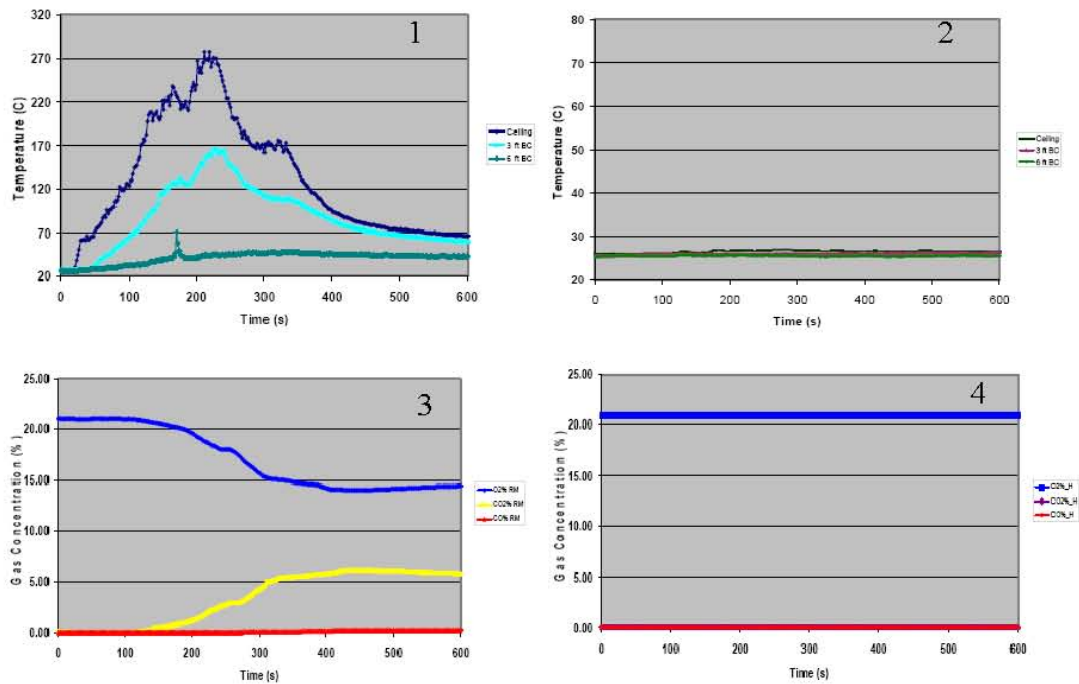 1
320
270
220
170
120
70
20
Temperature (C)
0 100 200 300 400 500 600
Time (s)
Ceiling
3 ft BC
6 ft BC
2
80
70
60
50
40
30
20
Temperature (C)
0 100 200 300 400 500 600
Time (s)
Ceiling
3 ft BC
6 ft BC
3
25.00
20.00
15.00
10.00
5.00
0.00
Gas Concentration (%)
0 100 200 300 400 500 600
Time (s)
O2% RM
CO2% RM
CO% RM
4
25.00
20.00
15.00
10.00
5.00
0.00
Gas Concentration (%)
0 100 200 300 400 500 600
Time (s)
O2%_H
CO2%_H
CO%_H